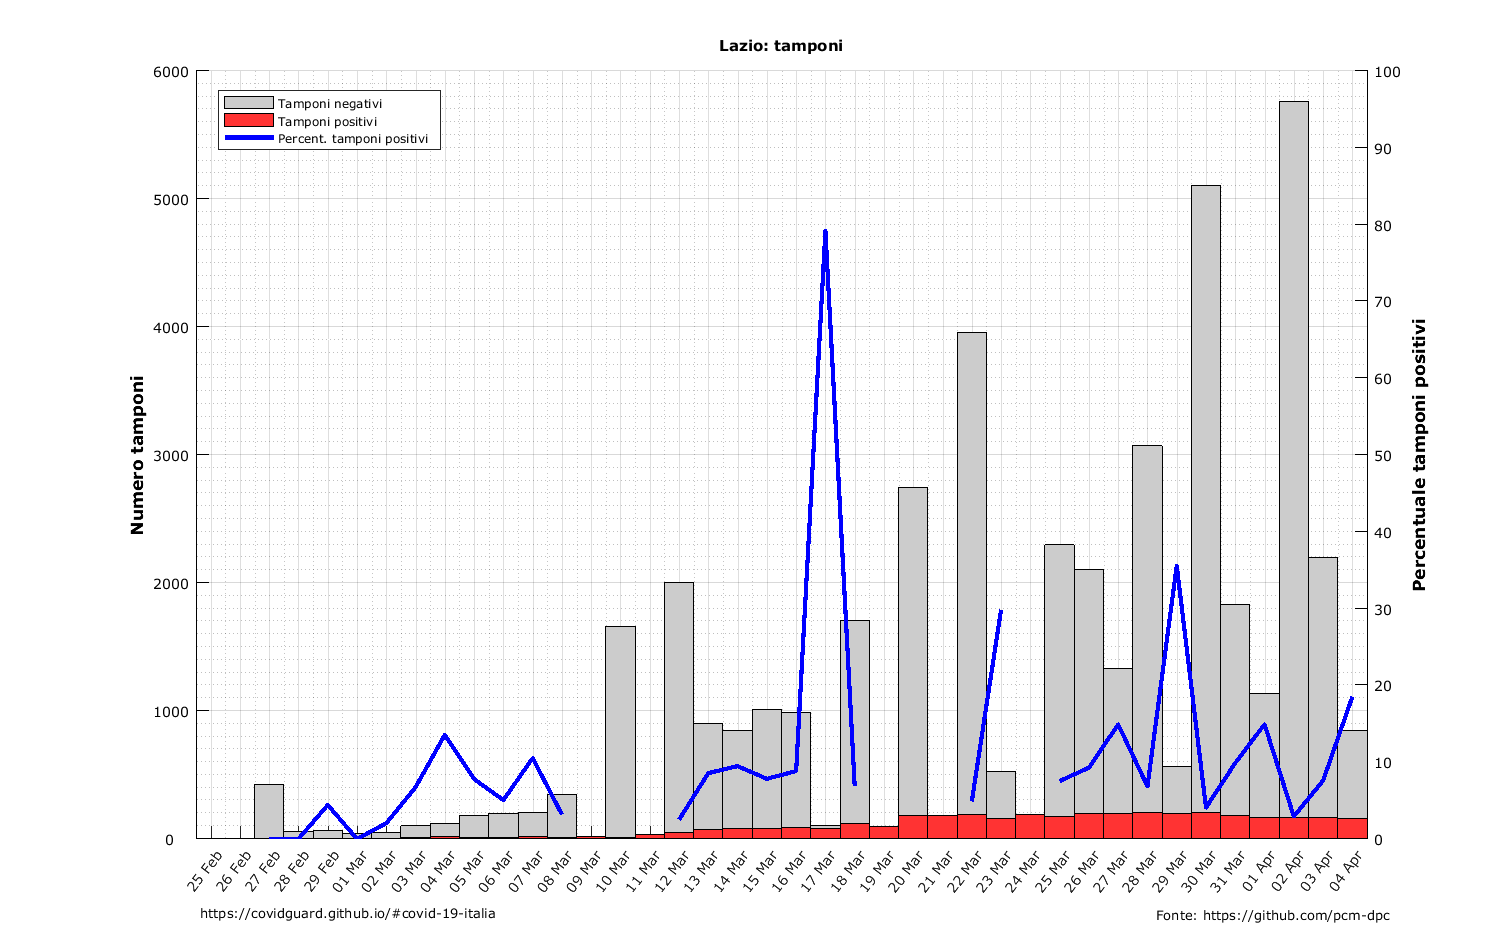 Lazio: tamponi
Tamponi negativi
Tamponi positivi
Percent. tamponi positivi
Numero tamponi
6000
5000
4000
3000
2000
1000
0
100
90
80
70
60
50
40
30
20
10
0
Percentuale tamponi positivi
25 Feb
26 Feb
27 Feb
28 Feb
29 Feb
01 Mar
02 Mar
03 Mar
04 Mar
05 Mar
06 Mar
07 Mar
08 Mar
09 Mar
10 Mar
11 Mar
12 Mar
13 Mar
14 Mar
15 Mar
16 Mar
17 Mar
18 Mar
19 Mar
20 Mar
21 Mar
22 Mar
23 Mar
24 Mar
25 Mar
26 Mar
27 Mar
28 Mar
29 Mar
30 Mar
31 Mar
01 Apr
02 Apr
03 Apr
04 Apr
https://covidguard.github.io/#covid-19-italia
Fonte: https://github.com/pcm-dpc